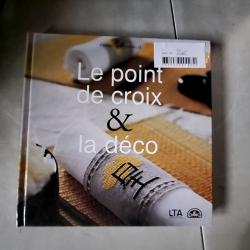 Le point
de croix
&
la déco
LTA